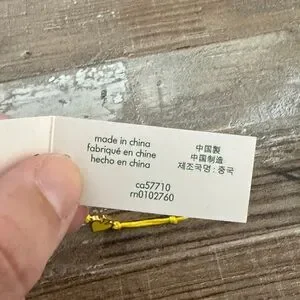 made in china
fabriqué en chine
hecho en china
中国製
中国制造
제조국명 : 중국
ca57710
rn0102760